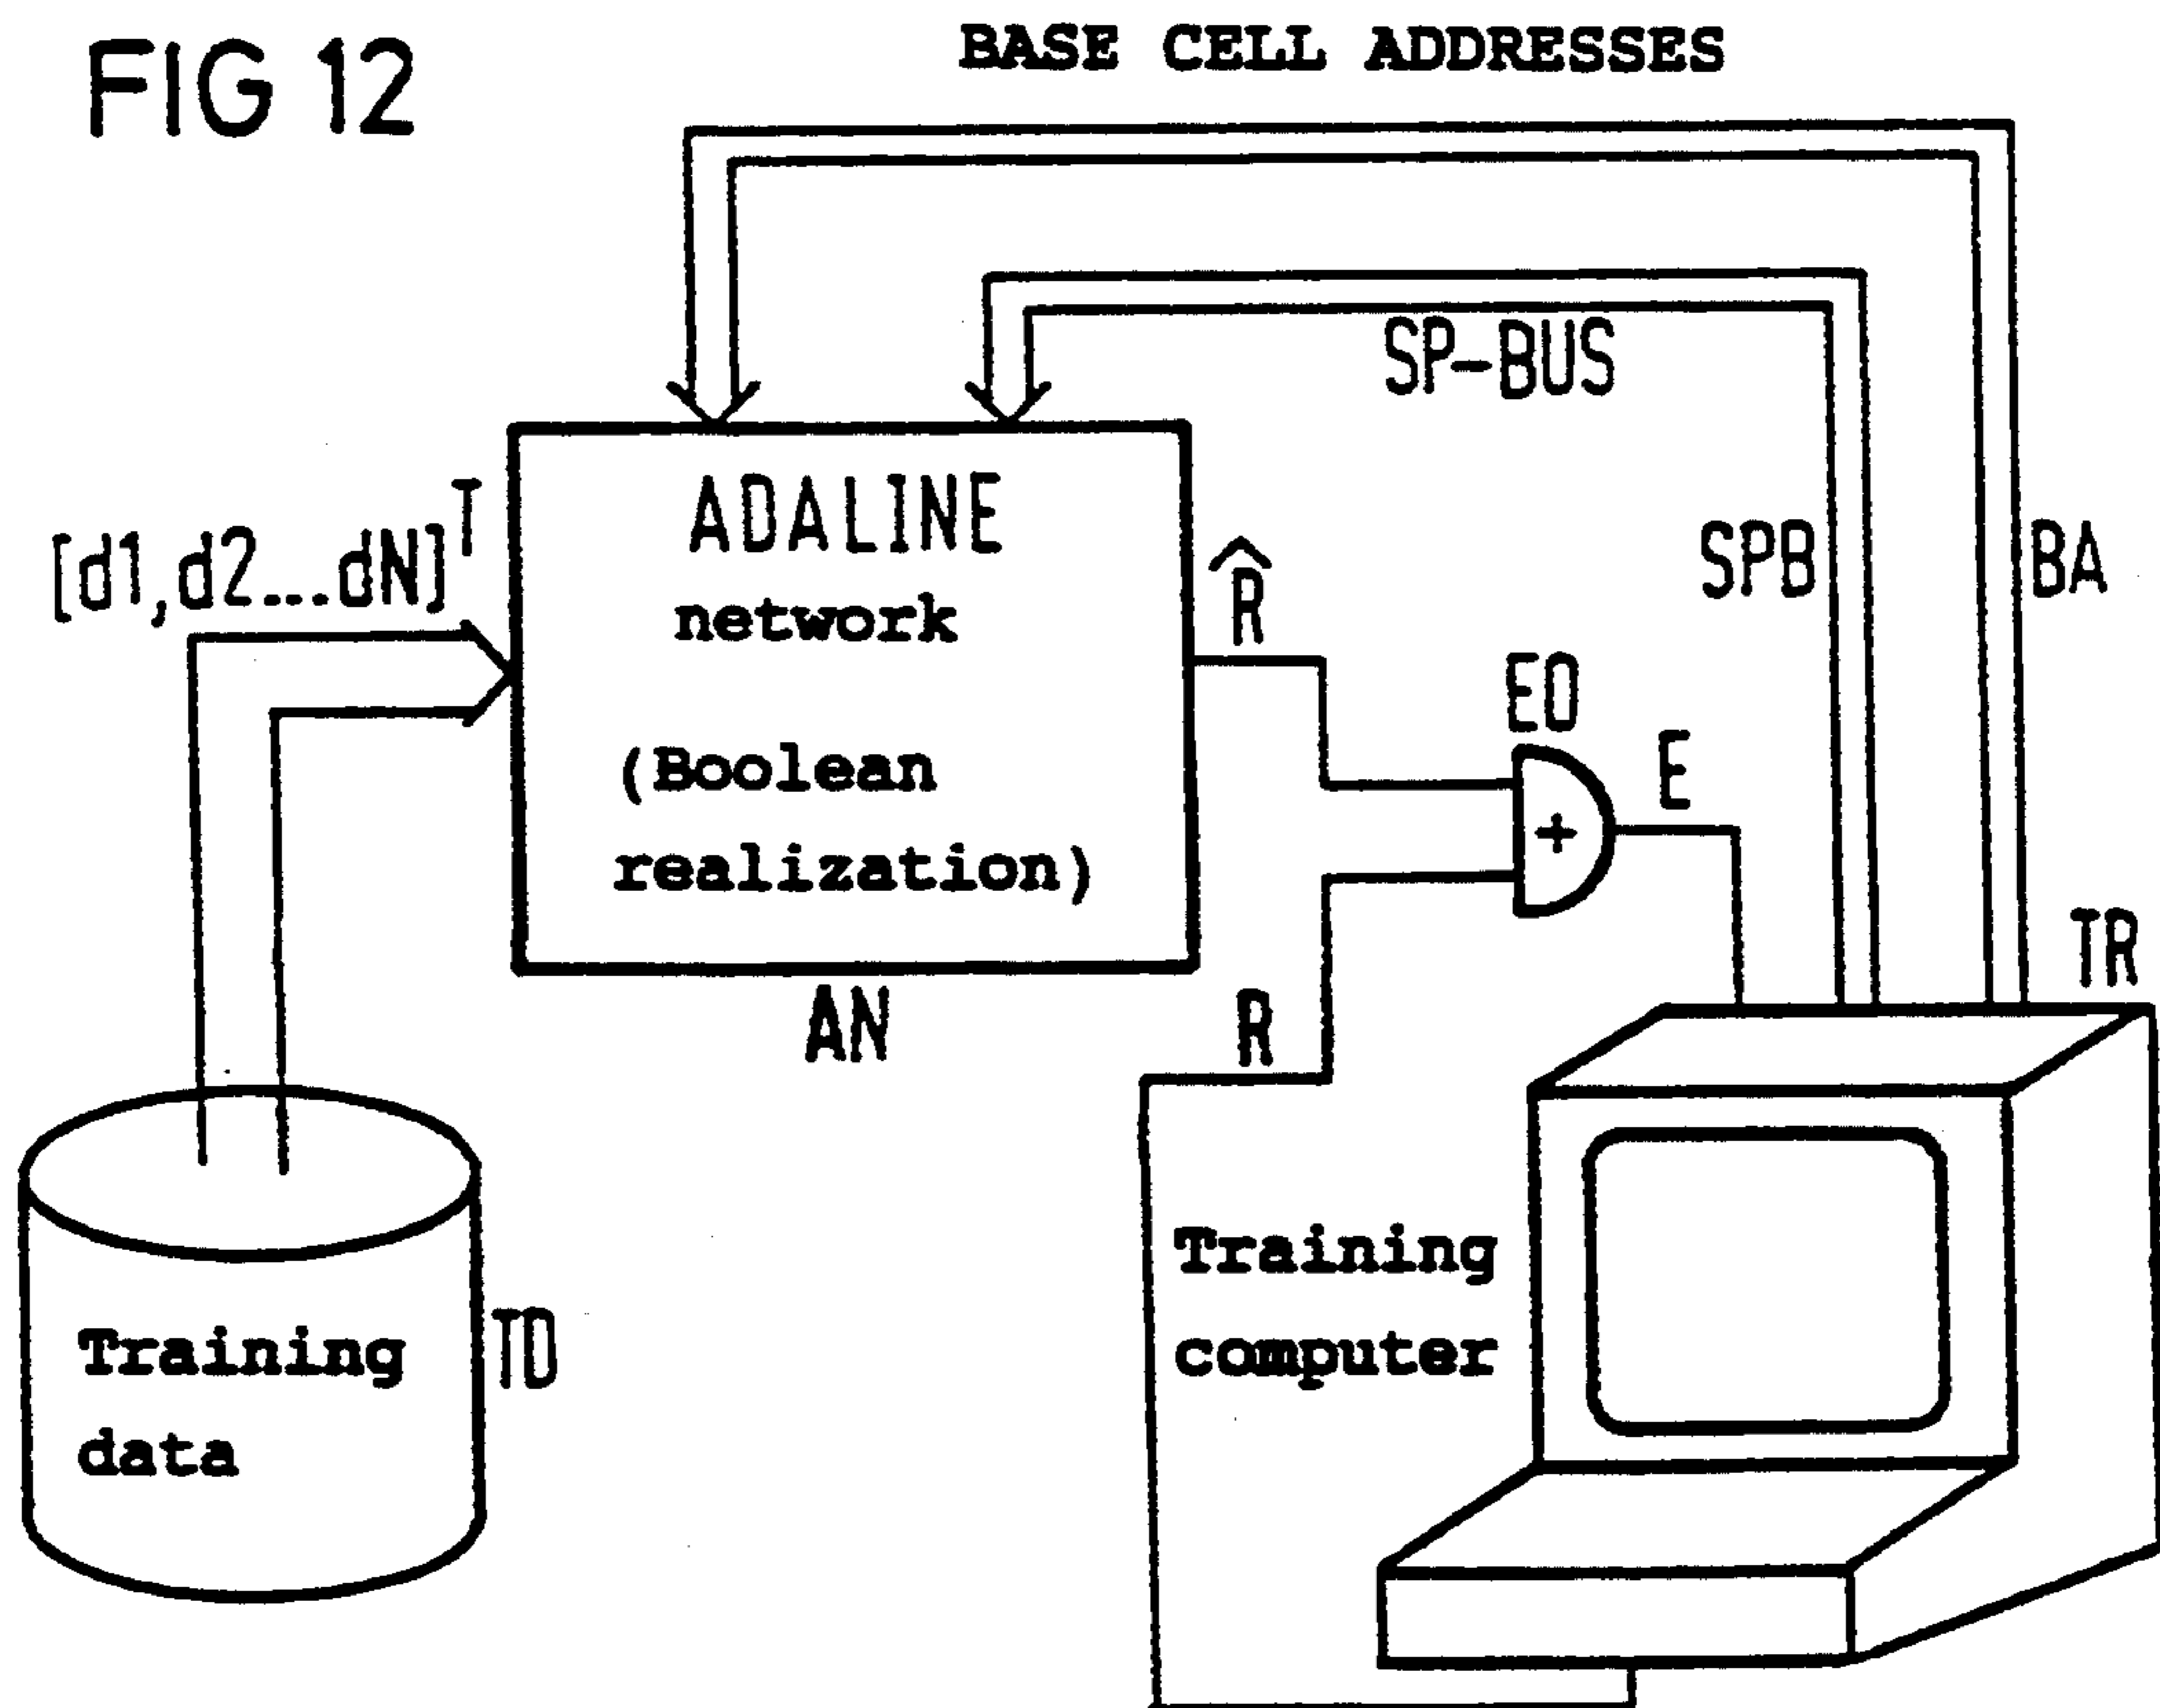 FIG 12
BASE CELL ADDRESSES
SP-BUS
[d1,d2...dN]T
ADALINE
network
(Boolean
realization)
AN
R̂
SPB
BA
EO
E
+
TR
R
Training
computer
Training
data
TD